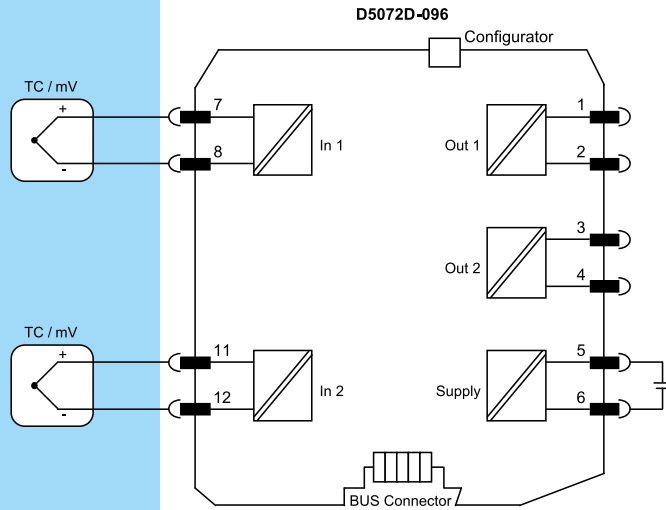 D5072D-096
Configurator
TC / mV
+
-
7
8
In 1
Out 1
1
2
Out 2
3
4
TC / mV
+
-
11
12
In 2
Supply
5
6
BUS Connector